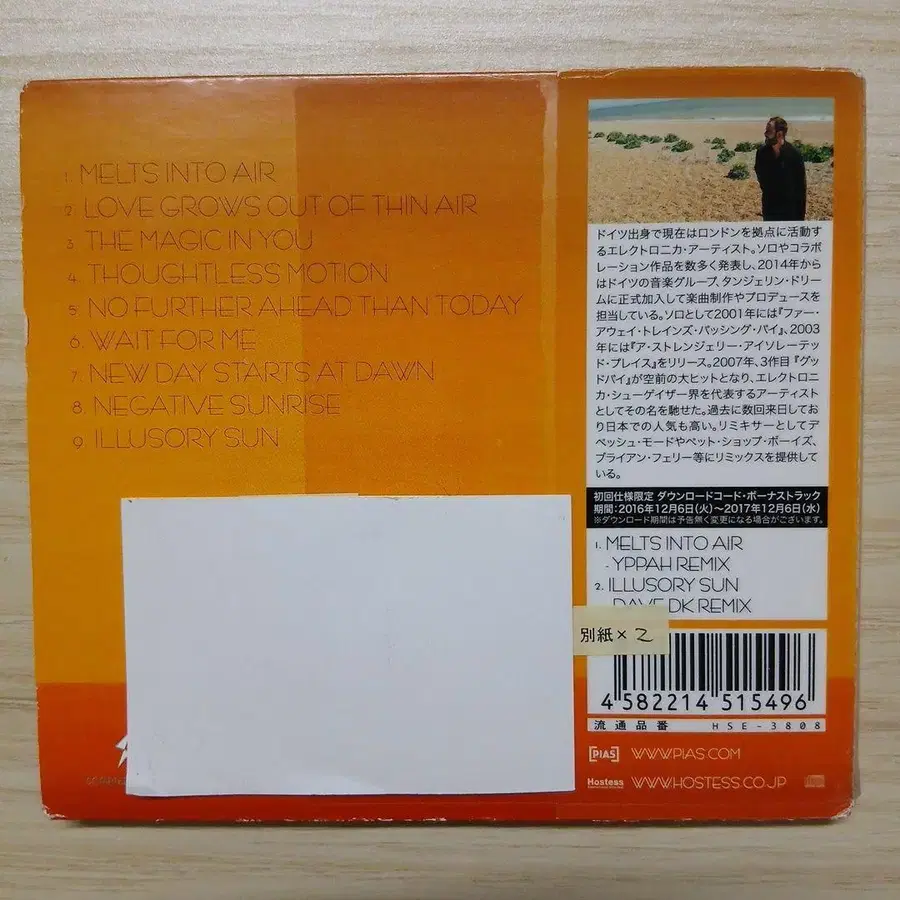 1. MELTS INTO AIR
2. LOVE GROWS OUT OF THIN AIR
3. THE MAGIC IN YOU
4. THOUGHTLESS MOTION
5. NO FURTHER AHEAD THAN TODAY
6. WAIT FOR ME
7. NEW DAY STARTS AT DAWN
8. NEGATIVE SUNRISE
9. ILLUSORY SUN
ドイツ出身で現在はロンドンを拠点に活動す
るエレクトロニカ・アーティスト。ソロやコラボ
レーション作品を数多く発表し、2014年から
はドイツの音楽グループ、タンジェリン・ドリー
ムに正式加入して楽曲制作やプロデュースを
担当している。ソロとして2001年には『ファー・
アウェイ・トレインズ・パッシング・バイ』、2003
年には『ア・ストレンジェリー・アイソレーテッ
ド・プレイス』をリリース。2007年、3作目『グッ
ドバイ』が空前の大ヒットとなり、エレクトロニ
カ・シューゲイザー界を代表するアーティスト
としてその名を馳せた。過去に数回来日してお
り日本での人気も高い。リミキサーとしてデ
ペッシュ・モードやペット・ショップ・ボーイズ、
ブライアン・フェリー等にリミックスを提供して
いる。
初回仕様限定 ダウンロードコード・ボーナストラック
期間：2016年12月6日(火)〜2017年12月6日(水)
※ダウンロード期間は予告無く変更になる場合がございます。
1. MELTS INTO AIR
- YPPAH REMIX
2. ILLUSORY SUN
DAVE DK REMIX
別紙×2
4 582214 515496
流通品番 HSE-3808
[PIAS] WWW.PIAS.COM
Hostess WWW.HOSTESS.CO.JP